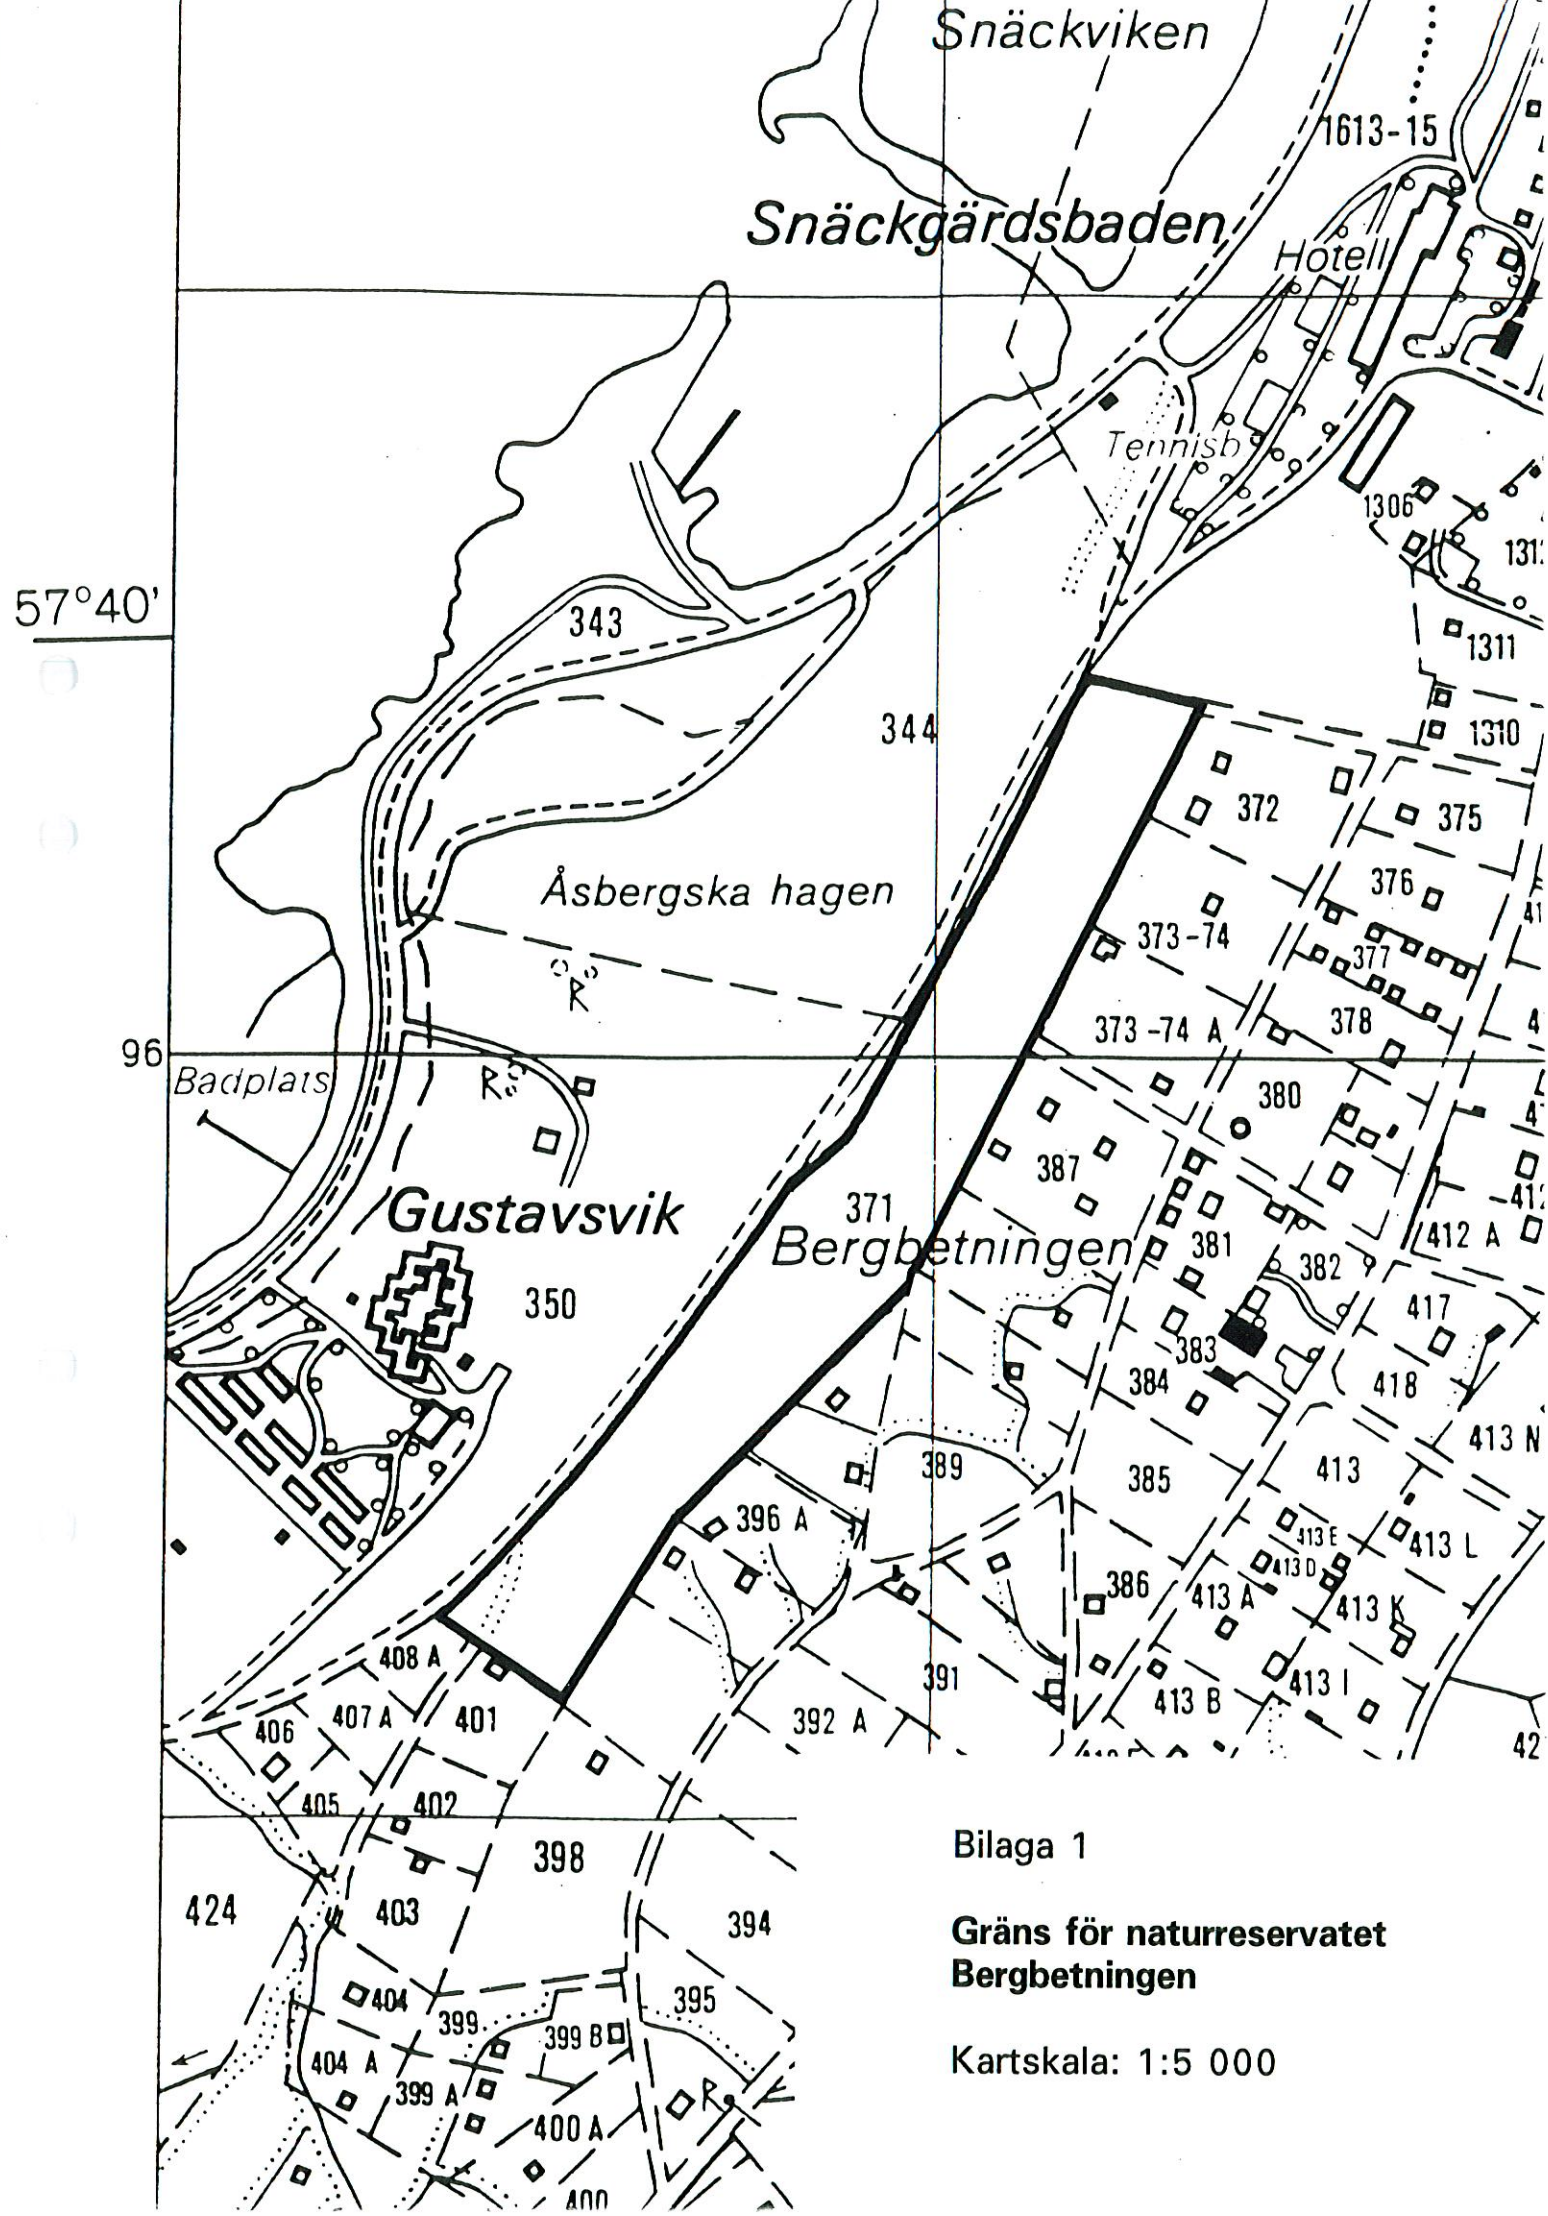 Snäckviken
1613-15
Snäckgärdsbaden
Hotell
Tennisb
1306
1311
57°40'
343
1310
344
372
375
376
Åsbergska hagen
373-74
377
R
378
373-74 A
96
Badplats
R
380
387
371
Gustavsvik
Bergbetningen
381
412 A
382
350
417
383
384
418
413 N
389
385
413
396 A
413 E
413 L
413 D
386
413 A
413 K
408 A
391
413 I
407 A
401
413 B
406
392 A
42
405
402
Bilaga 1
398
424
403
394
Gräns för naturreservatet
Bergbetningen
404
395
399
399 B
404 A
Kartskala: 1:5 000
399 A
R
400 A
400